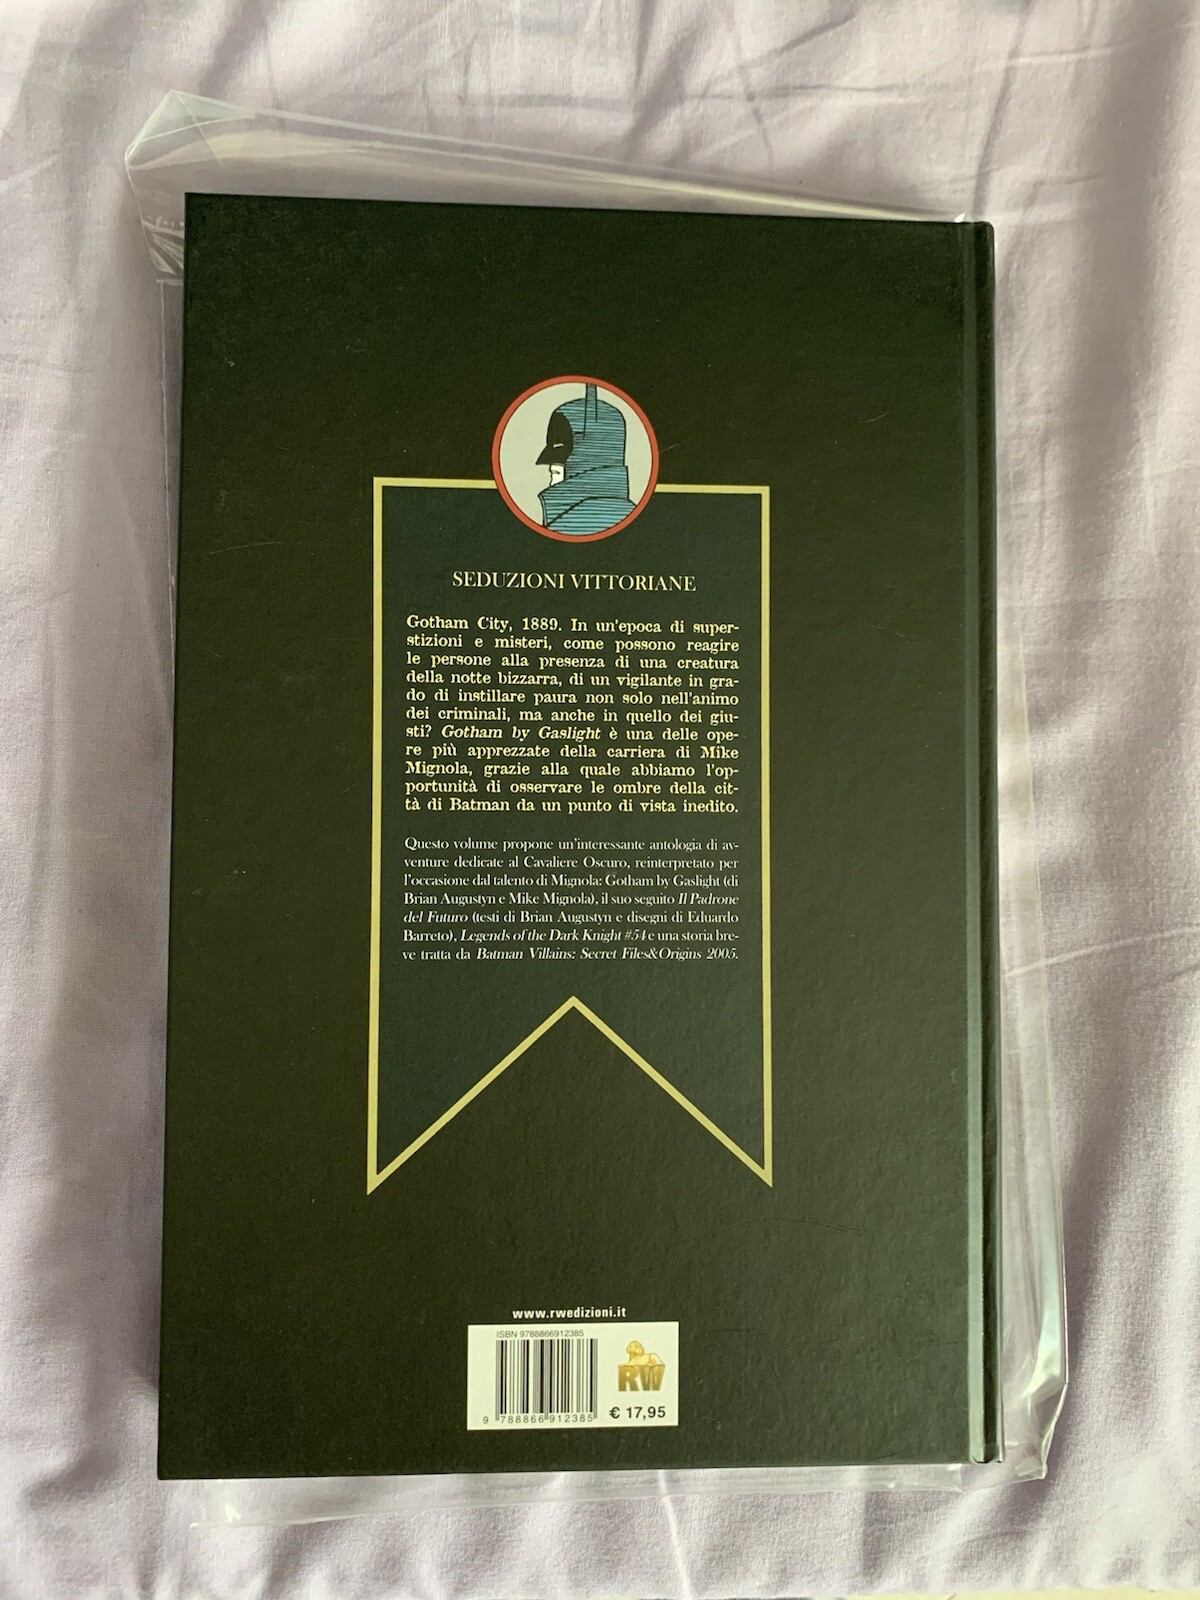 SEDUZIONI VITTORIANE
Gotham City, 1889. In un'epoca di super-
stizioni e misteri, come possono reagire
le persone alla presenza di una creatura
della notte bizzarra, di un vigilante in gra-
do di instillare paura non solo nell'animo
dei criminali, ma anche in quello dei giu-
sti? Gotham by Gaslight è una delle ope-
re più apprezzate della carriera di Mike
Mignola, grazie alla quale abbiamo l'op-
portunità di osservare le ombre della cit-
tà di Batman da un punto di vista inedito.
Questo volume propone un'interessante antologia di av-
venture dedicate al Cavaliere Oscuro, reinterpretato per
l'occasione dal talento di Mignola: Gotham by Gaslight (di
Brian Augustyn e Mike Mignola), il suo seguito Il Padrone
del Futuro (testi di Brian Augustyn e disegni di Eduardo
Barreto), Legends of the Dark Knight #54 e una storia bre-
ve tratta da Batman Villains: Secret Files&Origins 2005.
www.rwedizioni.it
ISBN 9788866912385
RW
9 788866 912385
€ 17,95